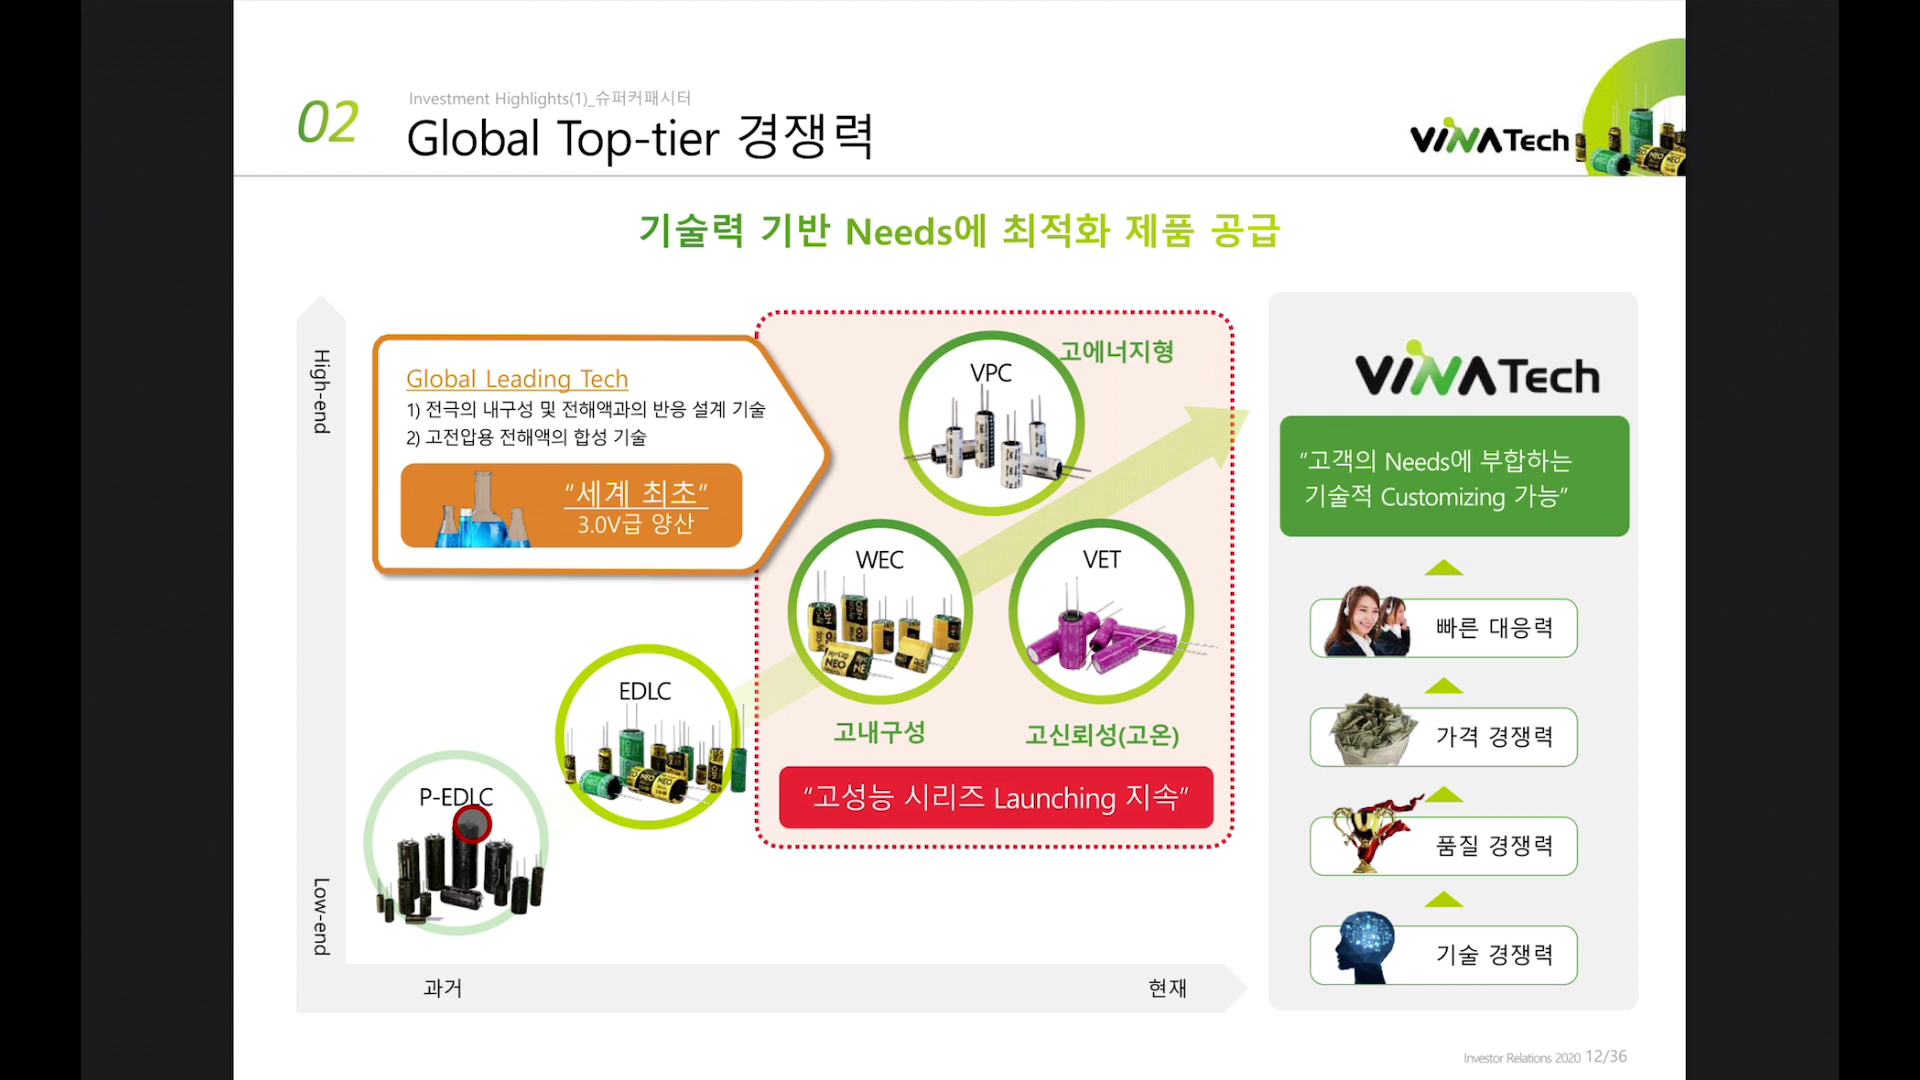 02
Investment Highlights(1)_슈퍼커패시터
Global Top-tier 경쟁력
VINATech
기술력 기반 Needs에 최적화 제품 공급
High-end
Low-end
Global Leading Tech
1) 전극의 내구성 및 전해액과의 반응 설계 기술
2) 고전압용 전해액의 합성 기술
“세계 최초”
3.0V급 양산
고에너지형
VPC
WEC
VET
고내구성
고신뢰성(고온)
“고성능 시리즈 Launching 지속”
EDLC
P-EDLC
과거
현재
VINATech
“고객의 Needs에 부합하는
기술적 Customizing 가능”
빠른 대응력
가격 경쟁력
품질 경쟁력
기술 경쟁력
Investor Relations 2020 12/36